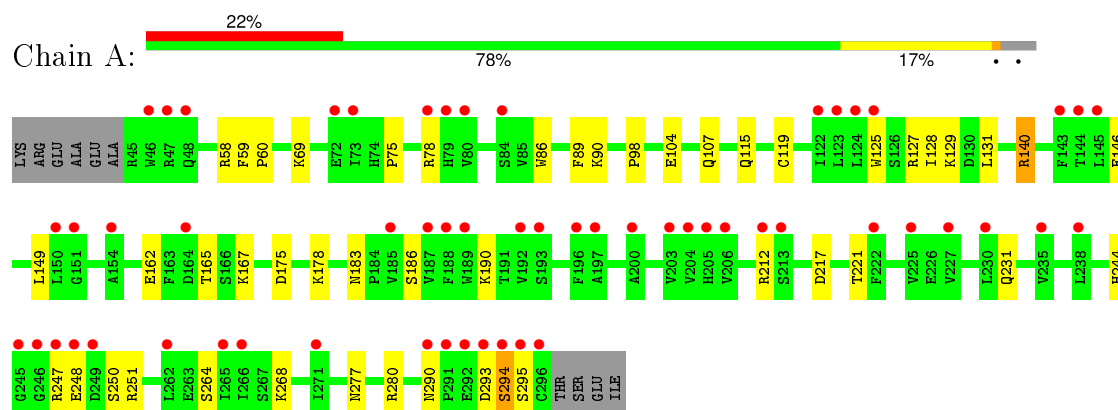 22%
Chain A:
78% 17%
LYS ARG GLU ALA GLU ALA R45 W46 R47 Q48 R58 F59 P60 K69 E72 I73 H74 P75 R78 H79 V80 S84 V85 W86 F89 K90 P98 E104 Q107 Q115 C119 I122 L123 L124 W125 S126 R127 I128 K129 D130 L131 R140 F143 T144 L145
L149 L150 G151 A154 E162 F163 D164 T165 S166 K167 D175 K178 N183 P184 V185 S186 V187 F188 W189 K190 T191 V192 S193 F196 A197 A200 V203 V204 H205 V206 R212 S213 D217 T221 F222 V225 E226 V227 L230 Q231 V235 L238 H244
G245 G246 R247 E248 D249 S250 R251 L262 E263 S264 I265 I266 S267 K268 I271 N277 R280 N290 P291 E292 D293 S294 S295 C296 THR SER GLU ILE